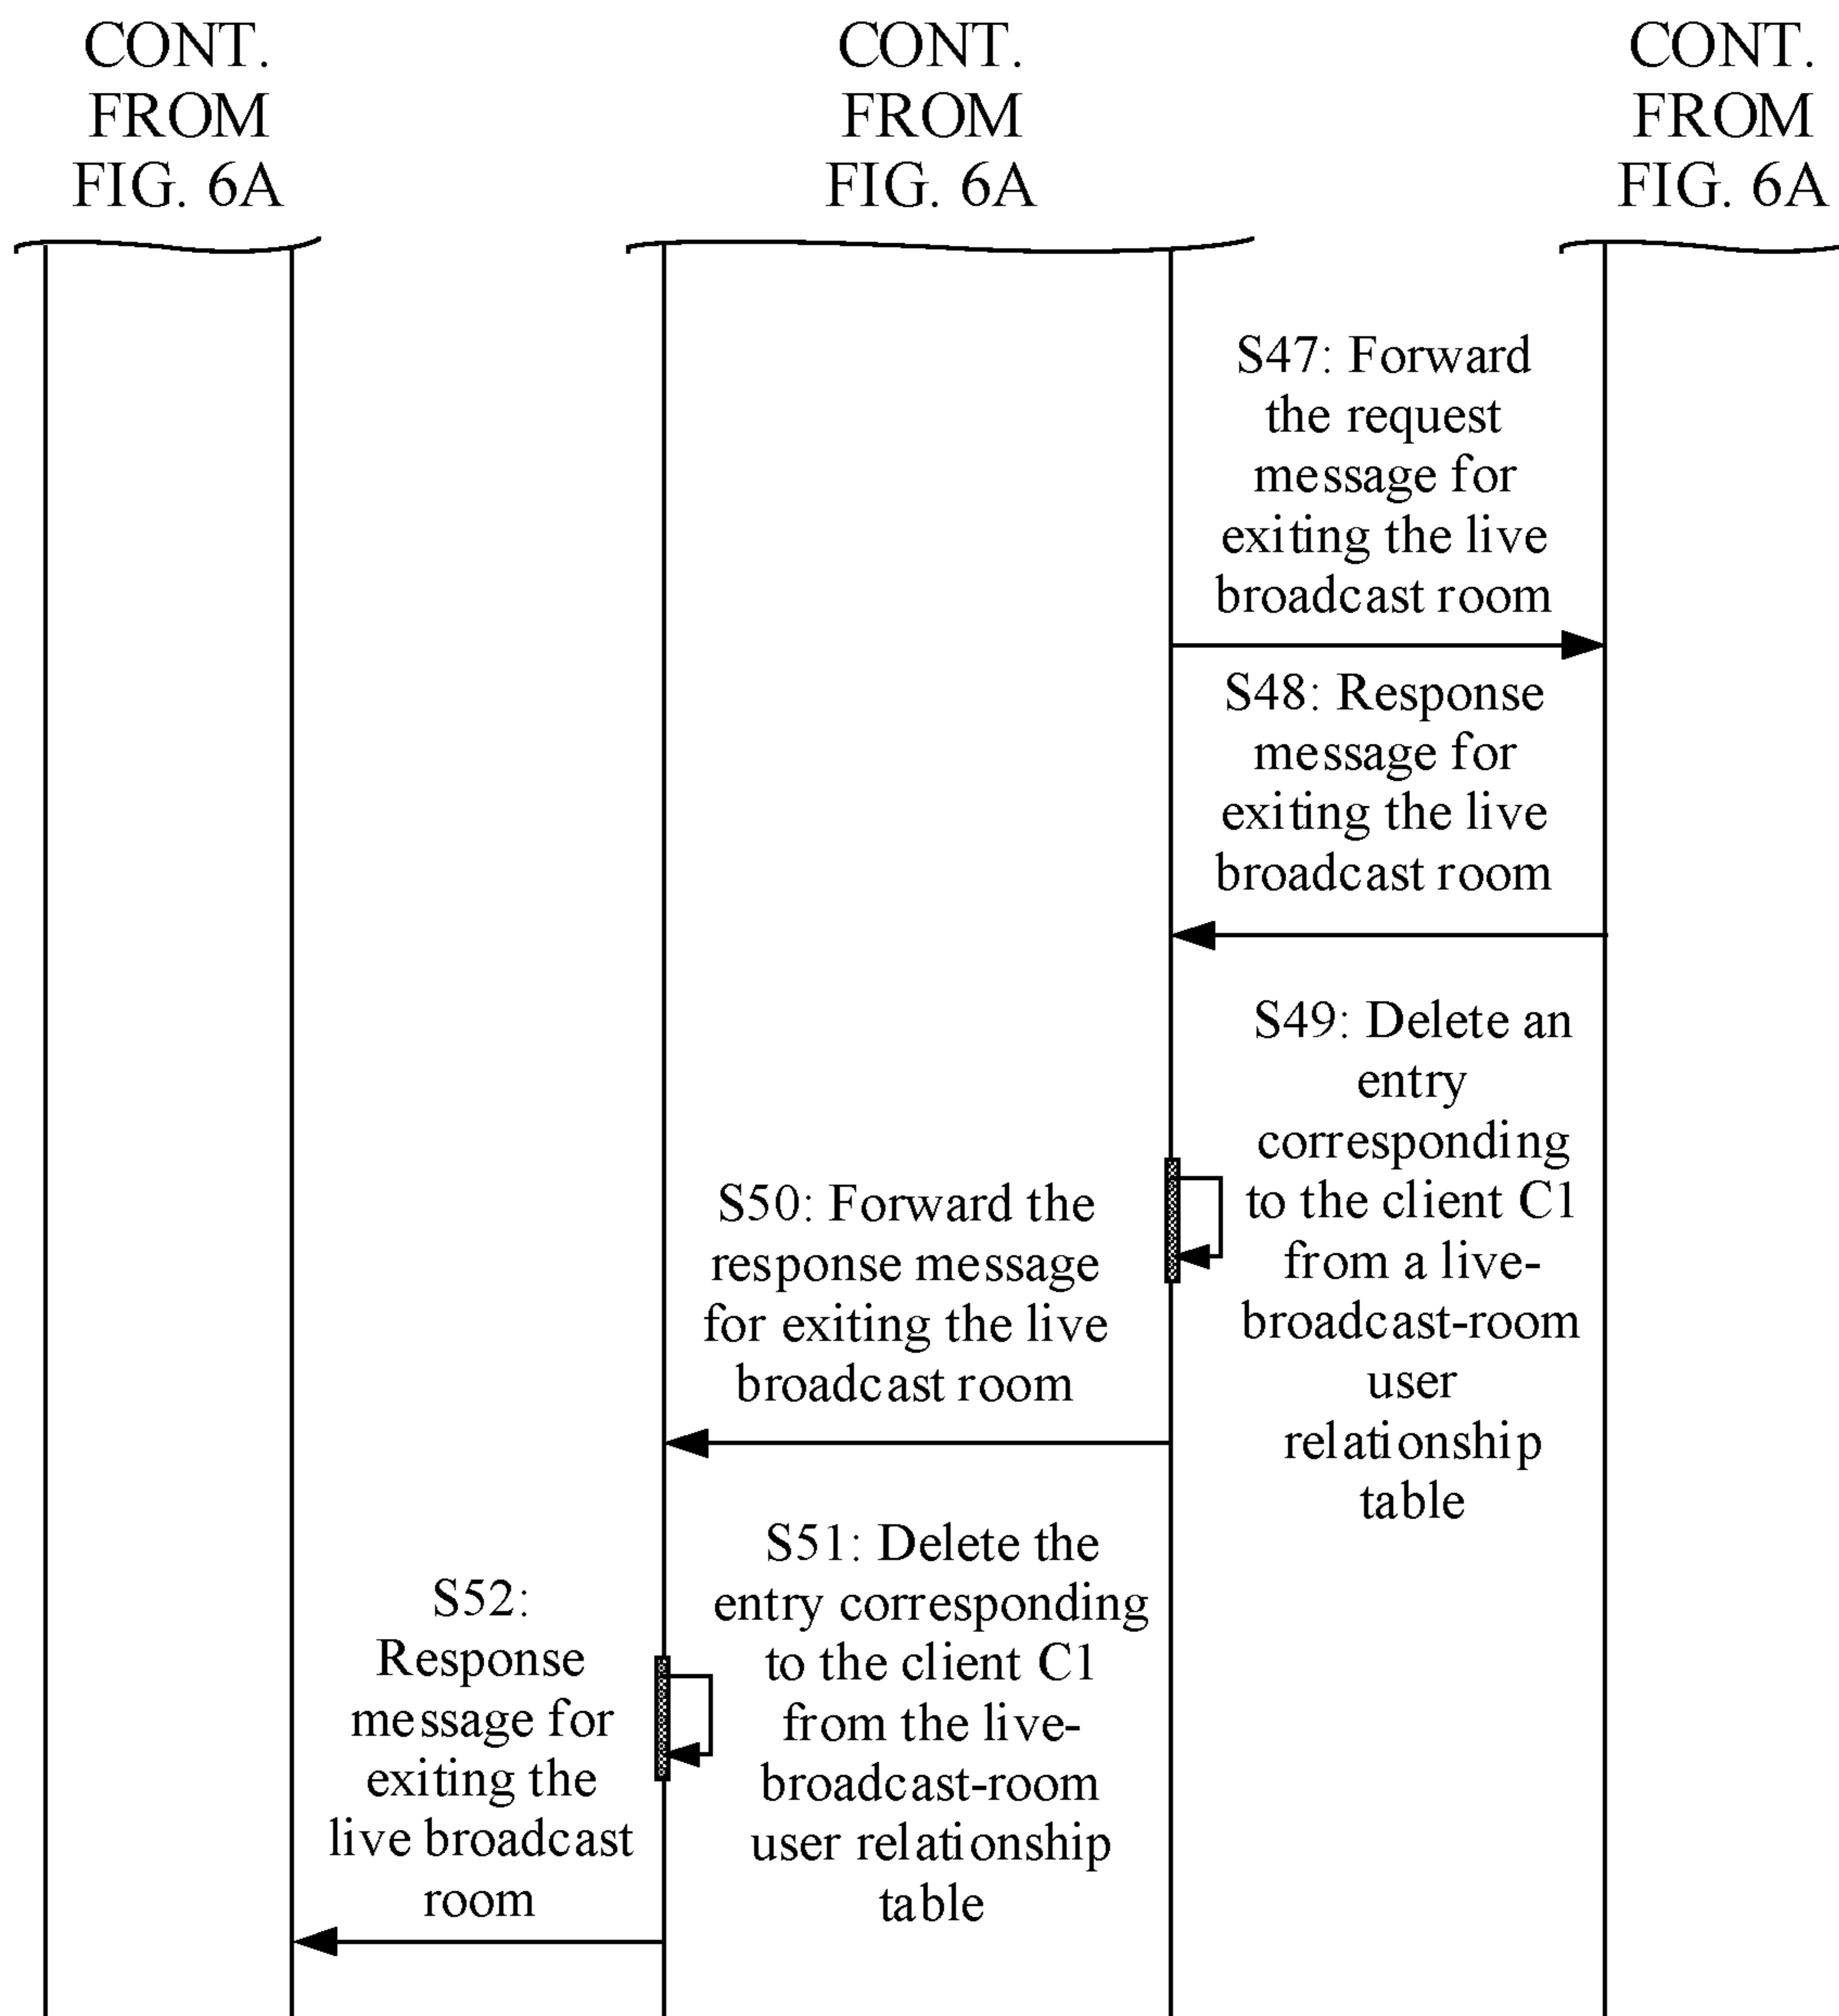 CONT.
FROM
FIG. 6A
CONT.
FROM
FIG. 6A
CONT.
FROM
FIG. 6A
S47: Forward
the request
message for
exiting the live
broadcast room
S48: Response
message for
exiting the live
broadcast room
S49: Delete an
entry
corresponding
to the client C1
from a live-
broadcast-room
user
relationship
table
S50: Forward the
response message
for exiting the live
broadcast room
S51: Delete the
entry corresponding
to the client C1
from the live-
broadcast-room
user relationship
table
S52:
Response
message for
exiting the
live broadcast
room